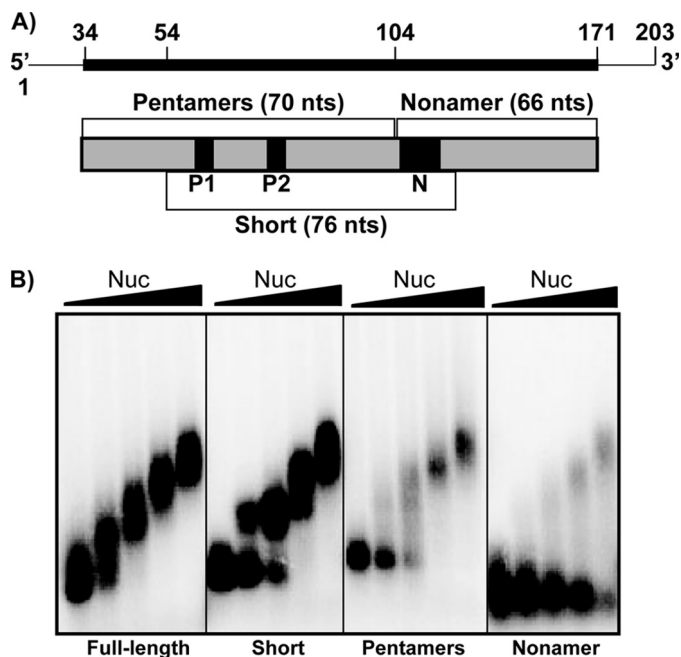 A)
34 54 104 171 203
5’ 3’
1
Pentamers (70 nts) Nonamer (66 nts)
P1 P2 N
Short (76 nts)
B)
Nuc Nuc Nuc Nuc
Full-length Short Pentamers Nonamer